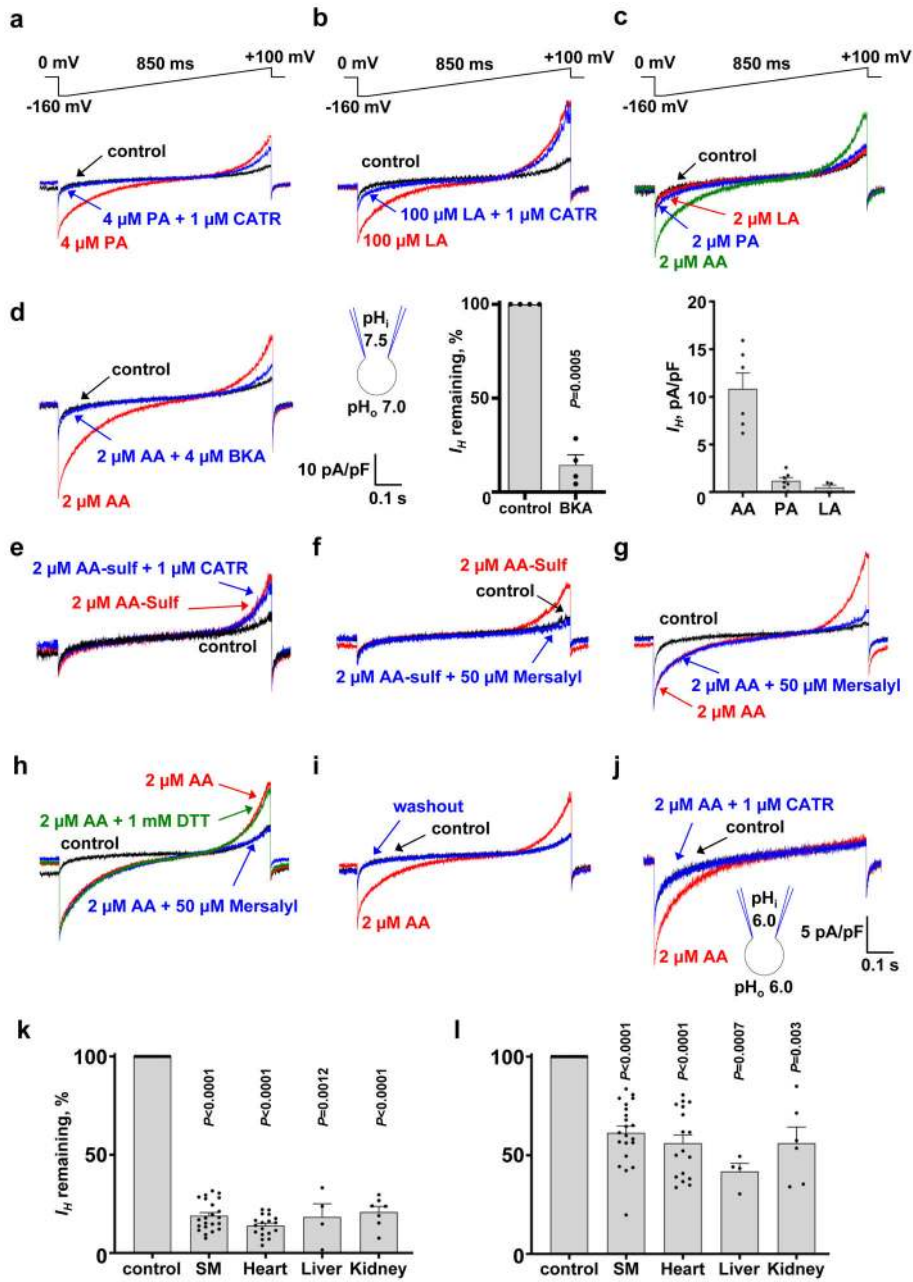 a
0 mV
850 ms
+100 mV
-160 mV
control
4 µM PA + 1 µM CATR
4 µM PA
b
0 mV
850 ms
+100 mV
-160 mV
control
100 µM LA + 1 µM CATR
100 µM LA
c
0 mV
850 ms
+100 mV
-160 mV
control
2 µM LA
2 µM PA
2 µM AA
d
control
2 µM AA + 4 µM BKA
2 µM AA
pHi
7.5
pHo 7.0
10 pA/pF
0.1 s
IH remaining, %
100
50
0
P=0.0005
control BKA
IH, pA/pF
20
15
10
5
0
AA PA LA
e
2 µM AA-sulf + 1 µM CATR
2 µM AA-Sulf
control
f
2 µM AA-Sulf
control
2 µM AA-sulf + 50 µM Mersalyl
g
control
2 µM AA + 50 µM Mersalyl
2 µM AA
h
2 µM AA
2 µM AA + 1 mM DTT
control
2 µM AA + 50 µM Mersalyl
i
washout
control
2 µM AA
j
2 µM AA + 1 µM CATR
control
pHi
6.0
2 µM AA
pHo 6.0
5 pA/pF
0.1 s
k
IH remaining, %
100
50
0
P<0.0001
P<0.0001
P=0.0012
P<0.0001
control SM Heart Liver Kidney
l
100
50
0
P<0.0001
P<0.0001
P=0.0007
P=0.003
control SM Heart Liver Kidney